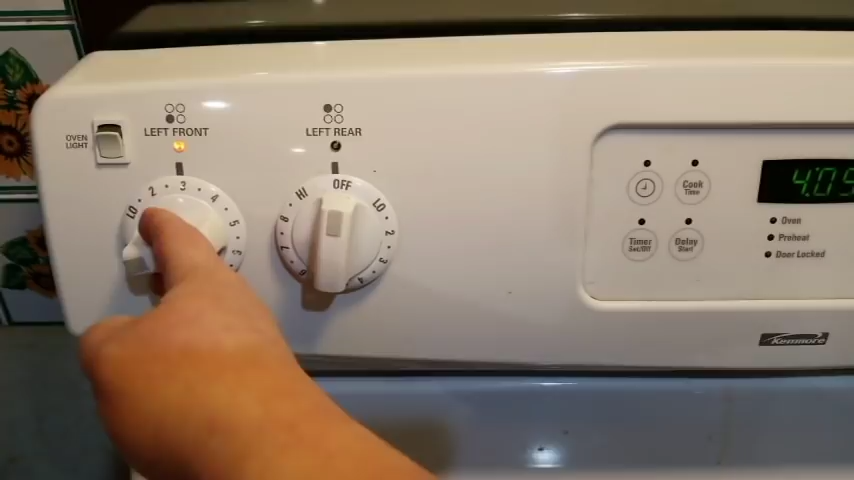 OVEN
LIGHT
LEFT FRONT
LO 2 3 4 5
LEFT REAR
HI OFF LO 2 3 4 6 7 8
Cook
Time
Timer
Set/Off
Delay
Start
4:05
Oven
Preheat
Door Locked
Kenmore